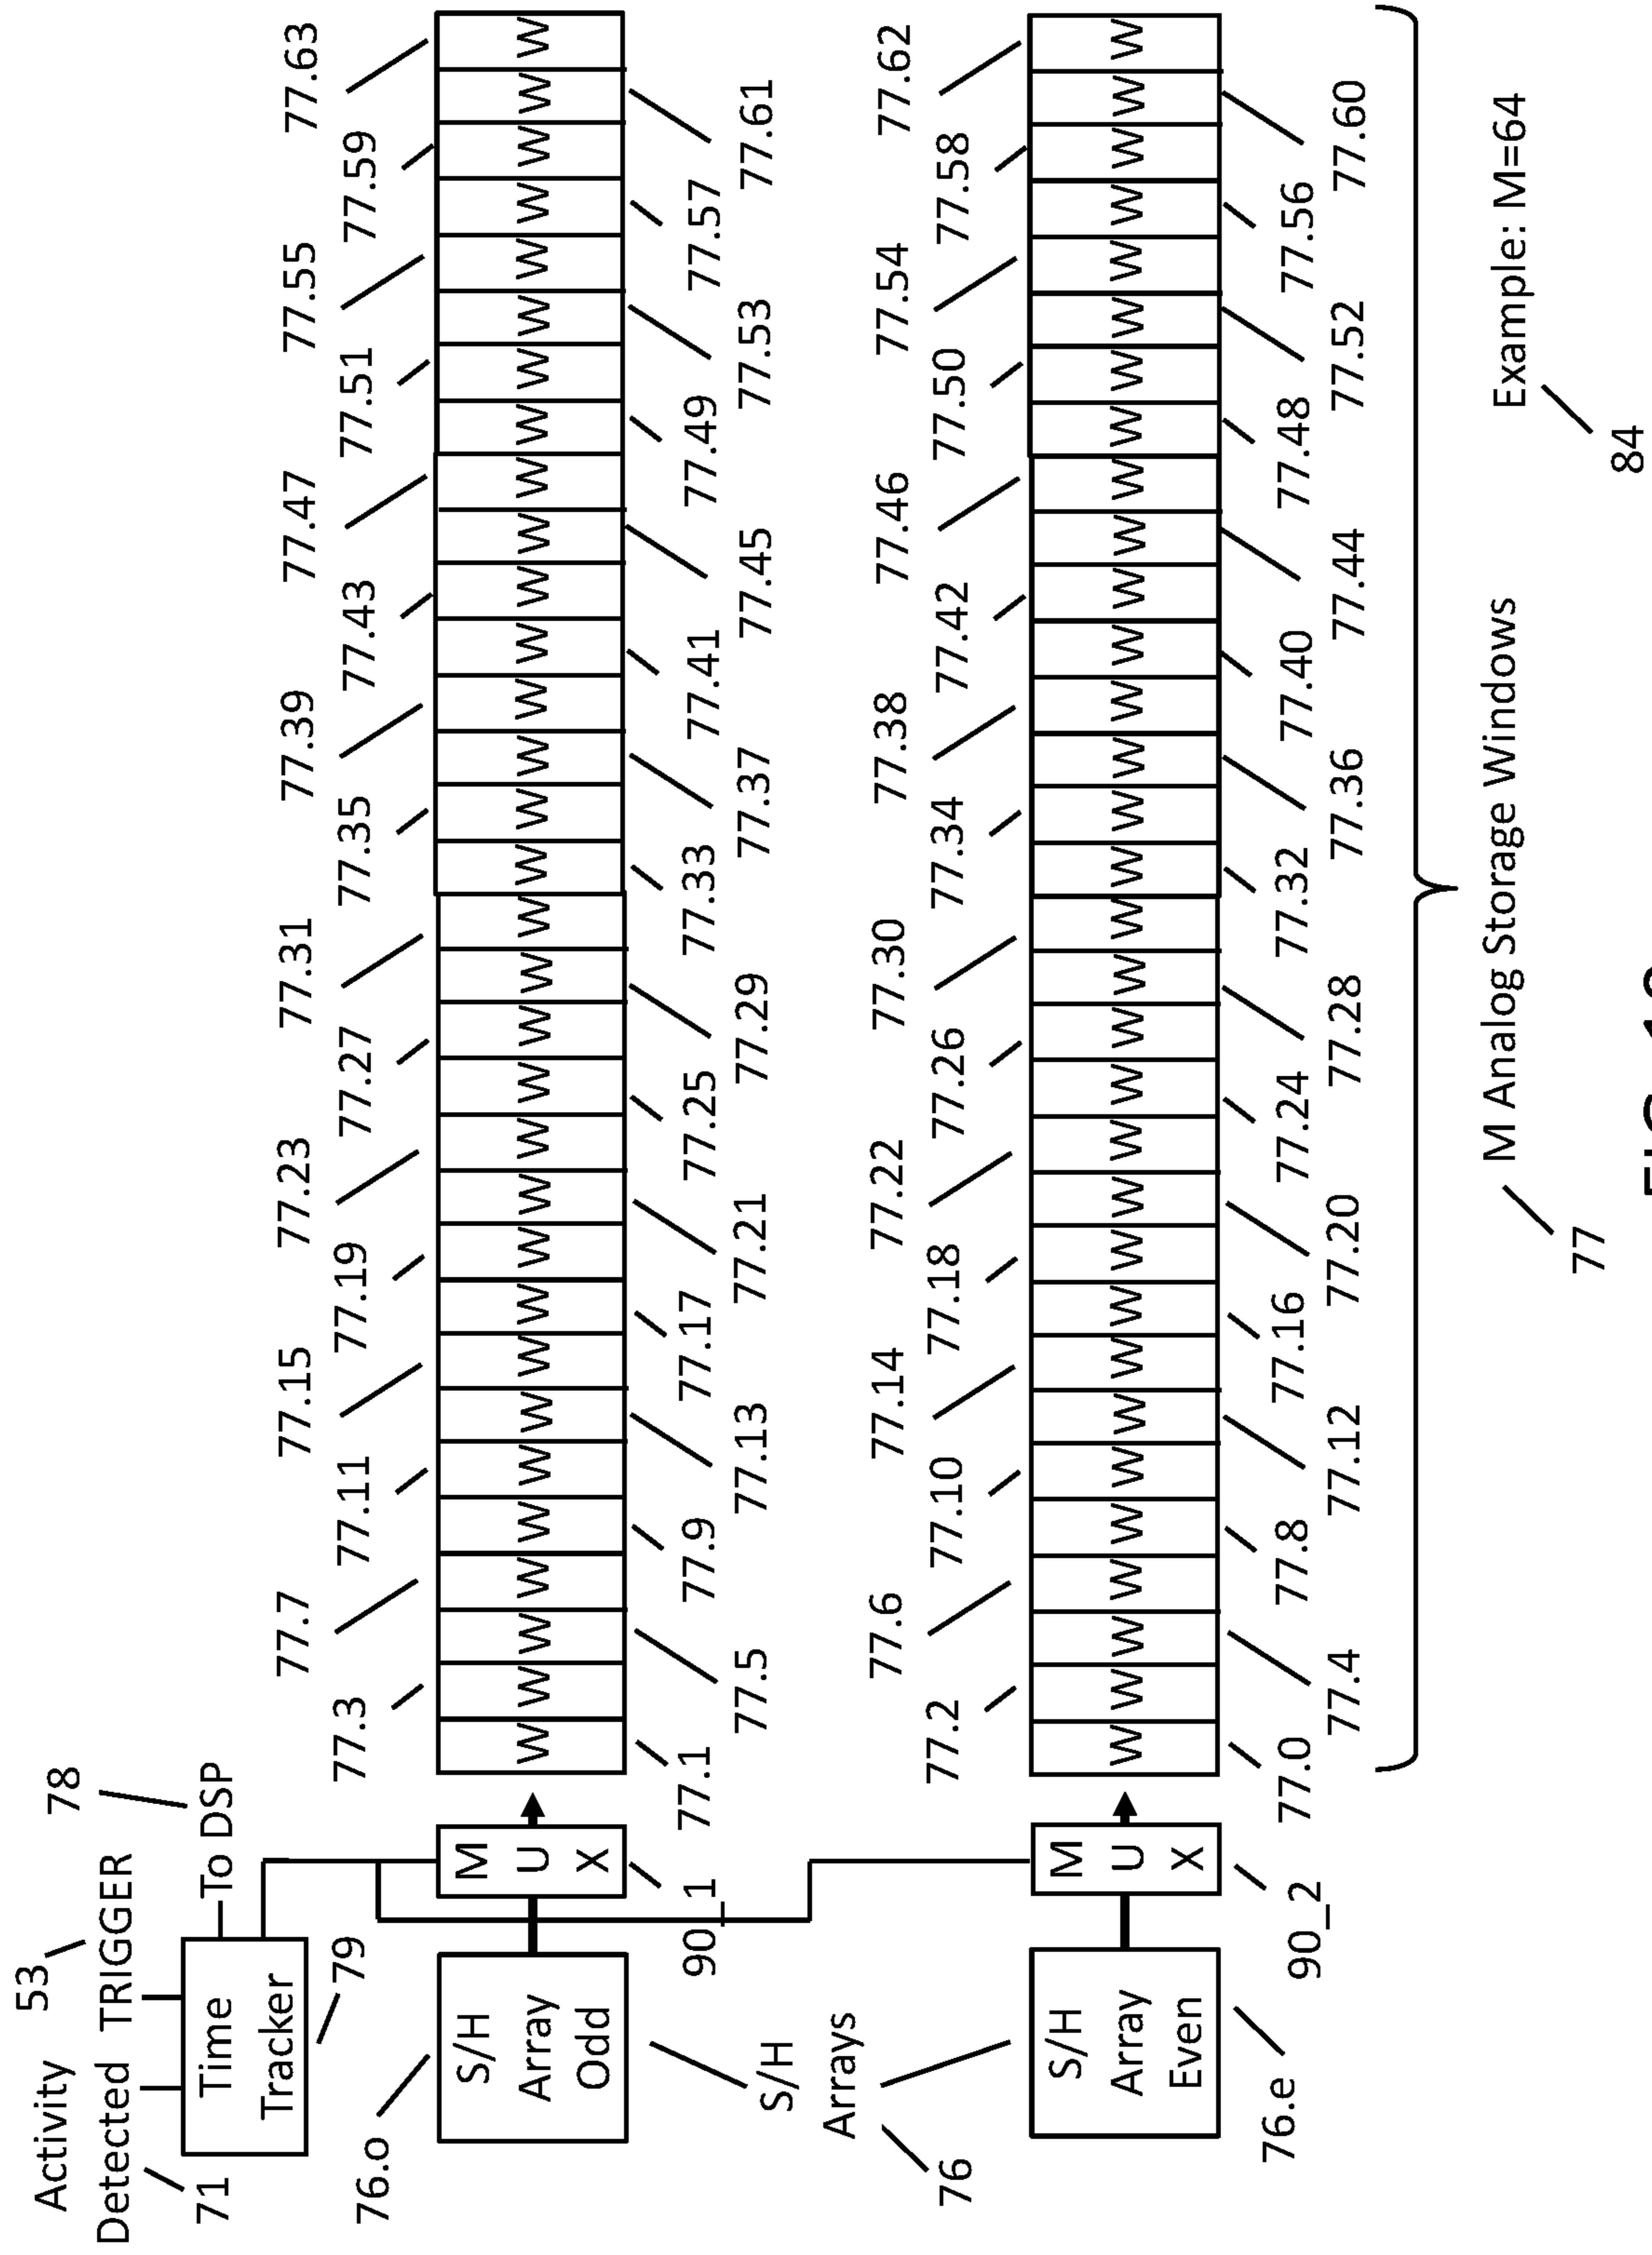 53
Activity
78
Detected TRIGGER
71
To DSP
Time
Tracker
79
77.7 77.15 77.23 77.31 77.39 77.47 77.55 77.63
77.3 77.11 77.19 77.27 77.35 77.43 77.51 77.59
76.o
S/H
Array
Odd
M
U
X
W W W W W W W W W W W W W W W W W W W W W W W W W W W W W W W W
90_1
77.1 77.9 77.17 77.25 77.33 77.41 77.49 77.57
77.5 77.13 77.21 77.29 77.37 77.45 77.53 77.61
S/H
Arrays
76
77.6 77.14 77.22 77.30 77.38 77.46 77.54 77.62
77.2 77.10 77.18 77.26 77.34 77.42 77.50 77.58
S/H
Array
Even
M
U
X
W W W W W W W W W W W W W W W W W W W W W W W W W W W W W W W W
76.e
90_2
77.0 77.8 77.16 77.24 77.32 77.40 77.48 77.56
77.4 77.12 77.20 77.28 77.36 77.44 77.52 77.60
M Analog Storage Windows
Example: M=64
77
84